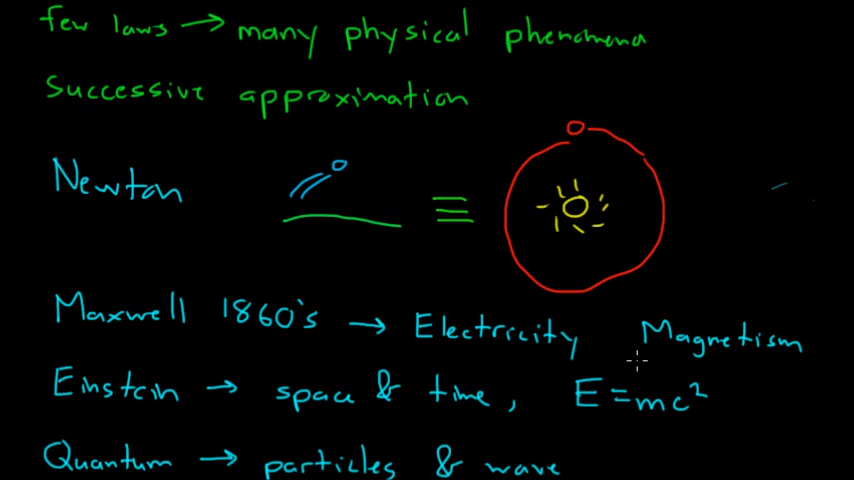 few laws → many physical phenomena
Successive approximation
Newton ≡
Maxwell 1860's → Electricity Magnetism
Einstein → space & time, E=mc²
Quantum → particles & wave